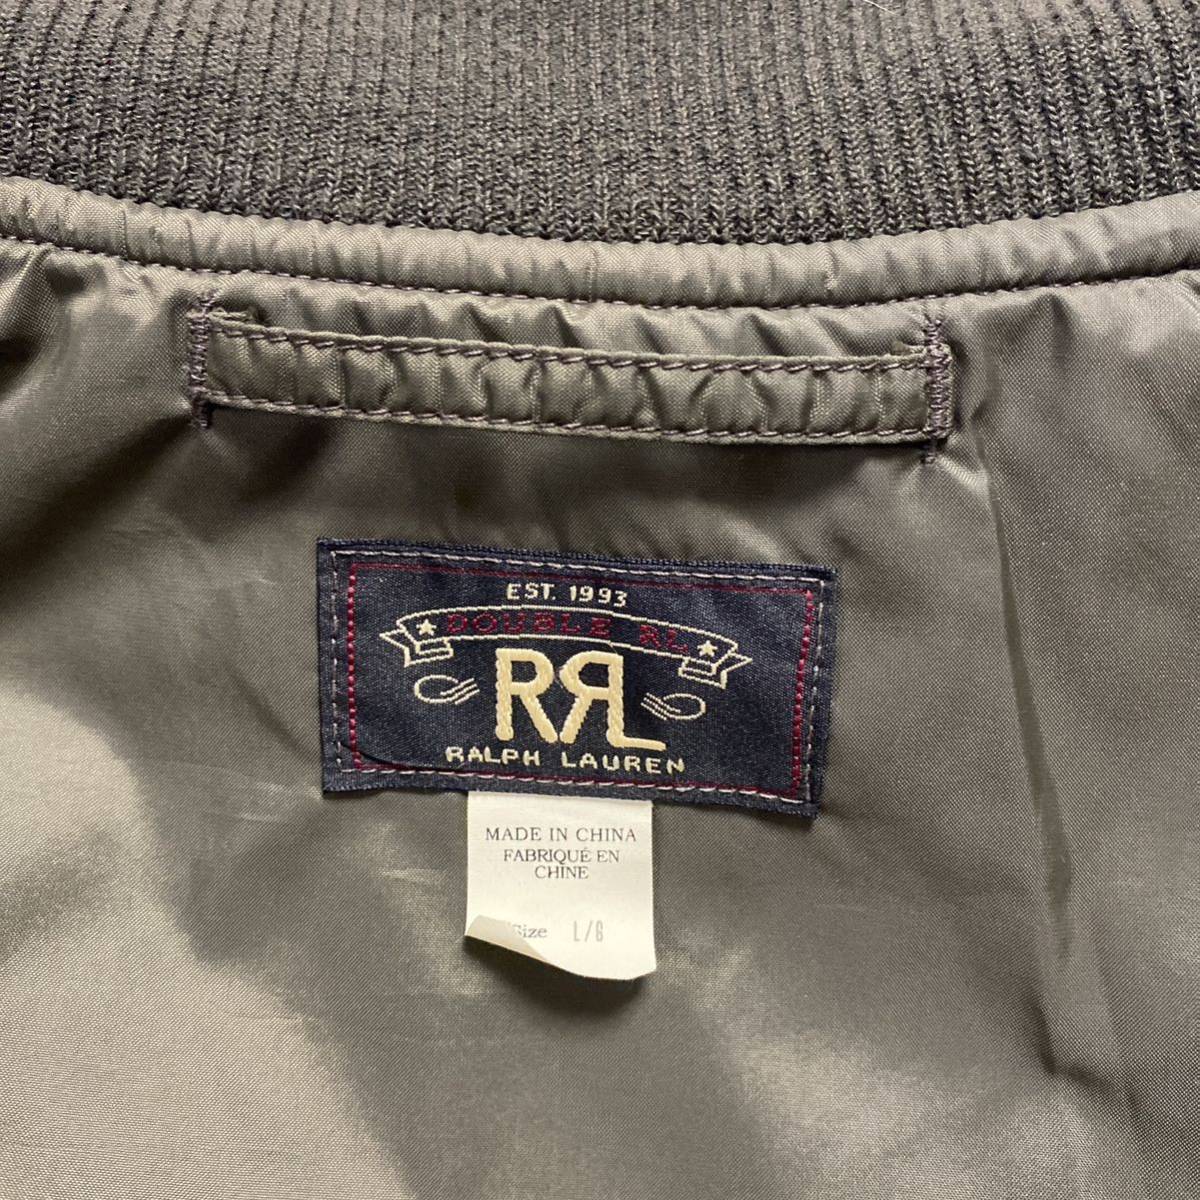 EST. 1993
DOUBLE RL
RRL
RALPH LAUREN
MADE IN CHINA
FABRIQUÉ EN
CHINE
Size L/G